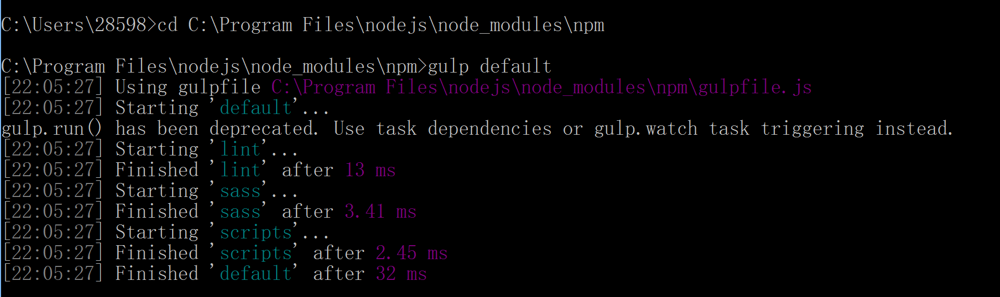 C:\Users\28598>cd C:\Program Files\nodejs\node_modules\npm
C:\Program Files\nodejs\node_modules\npm>gulp default
[22:05:27] Using gulpfile C:\Program Files\nodejs\node_modules\npm\gulpfile.js
[22:05:27] Starting 'default'...
gulp.run() has been deprecated. Use task dependencies or gulp.watch task triggering instead.
[22:05:27] Starting 'lint'...
[22:05:27] Finished 'lint' after 13 ms
[22:05:27] Starting 'sass'...
[22:05:27] Finished 'sass' after 3.41 ms
[22:05:27] Starting 'scripts'...
[22:05:27] Finished 'scripts' after 2.45 ms
[22:05:27] Finished 'default' after 32 ms